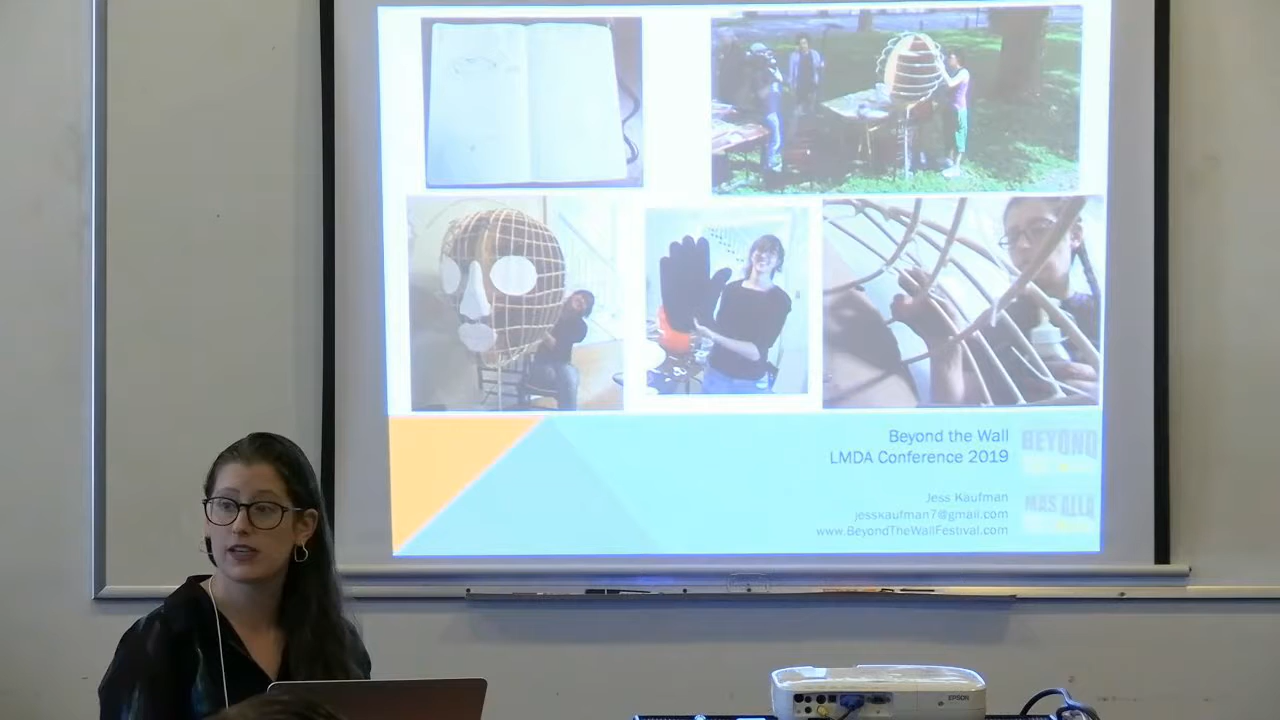 Beyond the Wall
LMDA Conference 2019
BEYOND
Jess Kaufman
jesskaufman7@gmail.com
www.BeyondTheWallFestival.com
MAS ALLA
EPSON